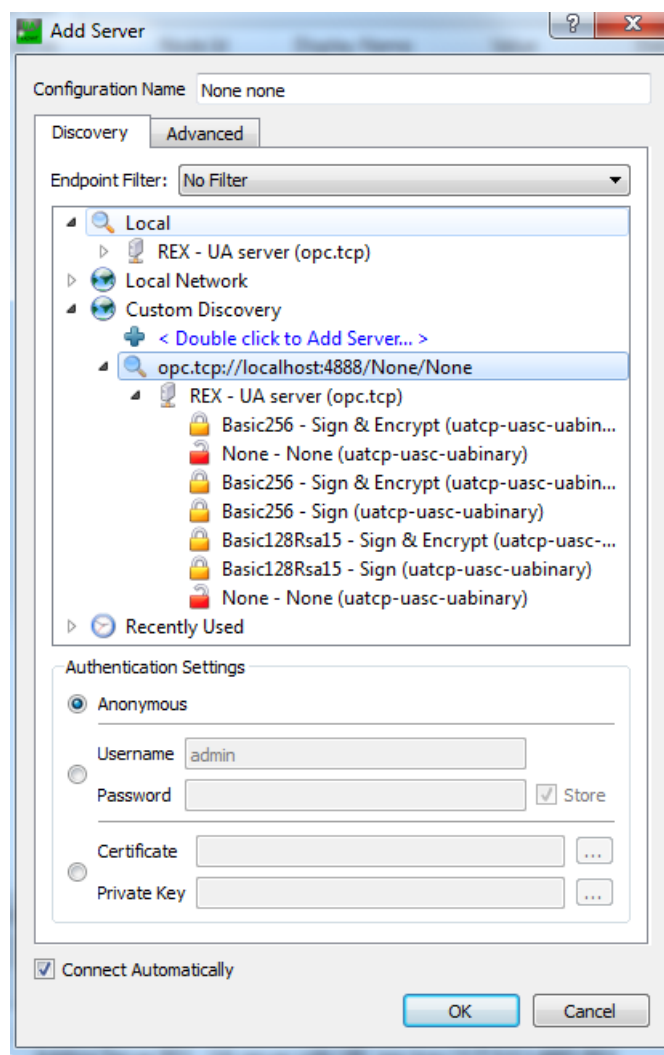 Add Server
Configuration Name None none
Discovery Advanced
Endpoint Filter: No Filter
Local
REX - UA server (opc.tcp)
Local Network
Custom Discovery
< Double click to Add Server... >
opc.tcp://localhost:4888/None/None
REX - UA server (opc.tcp)
Basic256 - Sign & Encrypt (uatcp-uasc-uabin...
None - None (uatcp-uasc-uabinary)
Basic256 - Sign & Encrypt (uatcp-uasc-uabin...
Basic256 - Sign (uatcp-uasc-uabinary)
Basic128Rsa15 - Sign & Encrypt (uatcp-uasc-...
Basic128Rsa15 - Sign (uatcp-uasc-uabinary)
None - None (uatcp-uasc-uabinary)
Recently Used
Authentication Settings
Anonymous
Username admin
Password Store
Certificate ...
Private Key ...
Connect Automatically
OK Cancel